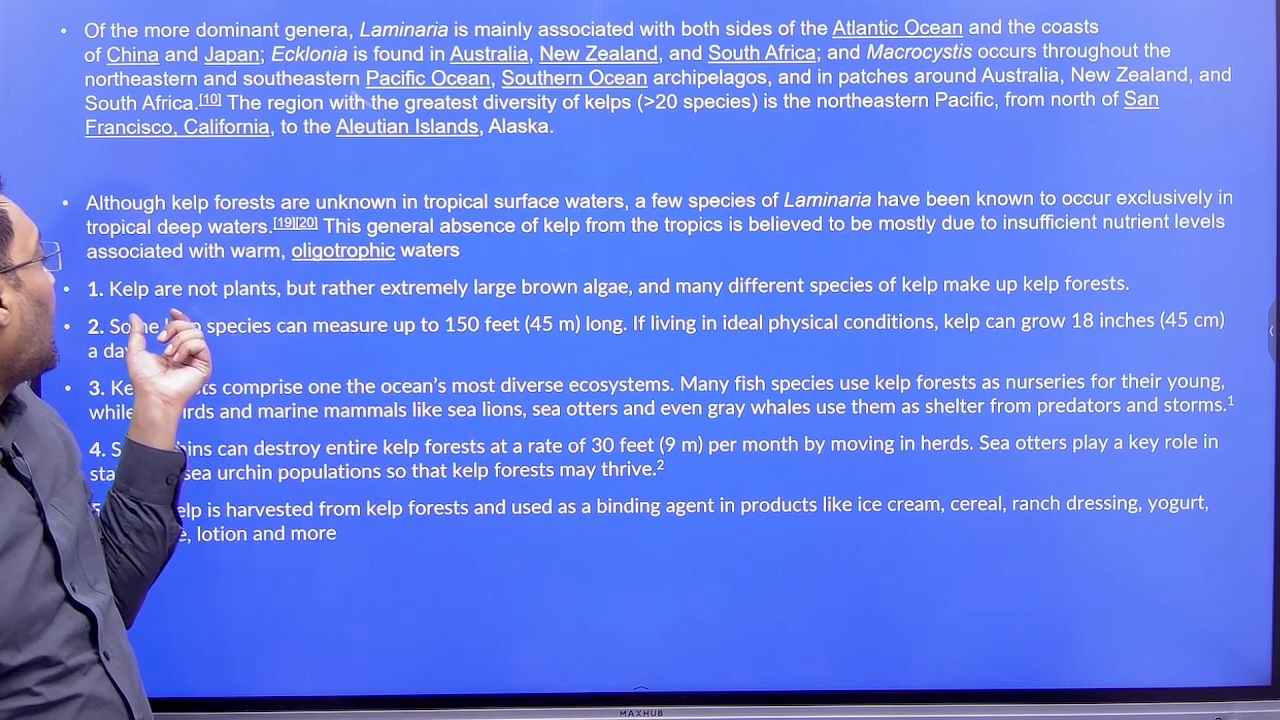 • Of the more dominant genera, Laminaria is mainly associated with both sides of the Atlantic Ocean and the coasts
of China and Japan; Ecklonia is found in Australia, New Zealand, and South Africa; and Macrocystis occurs throughout the
northeastern and southeastern Pacific Ocean, Southern Ocean archipelagos, and in patches around Australia, New Zealand, and
South Africa.[10] The region with the greatest diversity of kelps (>20 species) is the northeastern Pacific, from north of San
Francisco, California, to the Aleutian Islands, Alaska.
• Although kelp forests are unknown in tropical surface waters, a few species of Laminaria have been known to occur exclusively in
tropical deep waters.[19][20] This general absence of kelp from the tropics is believed to be mostly due to insufficient nutrient levels
associated with warm, oligotrophic waters
• 1. Kelp are not plants, but rather extremely large brown algae, and many different species of kelp make up kelp forests.
• 2. species can measure up to 150 feet (45 m) long. If living in ideal physical conditions, kelp can grow 18 inches (45 cm)
a
• 3. comprise one the ocean's most diverse ecosystems. Many fish species use kelp forests as nurseries for their young,
while and marine mammals like sea lions, sea otters and even gray whales use them as shelter from predators and storms.1
4. can destroy entire kelp forests at a rate of 30 feet (9 m) per month by moving in herds. Sea otters play a key role in
sea urchin populations so that kelp forests may thrive.2
is harvested from kelp forests and used as a binding agent in products like ice cream, cereal, ranch dressing, yogurt,
lotion and more
MAXHUB